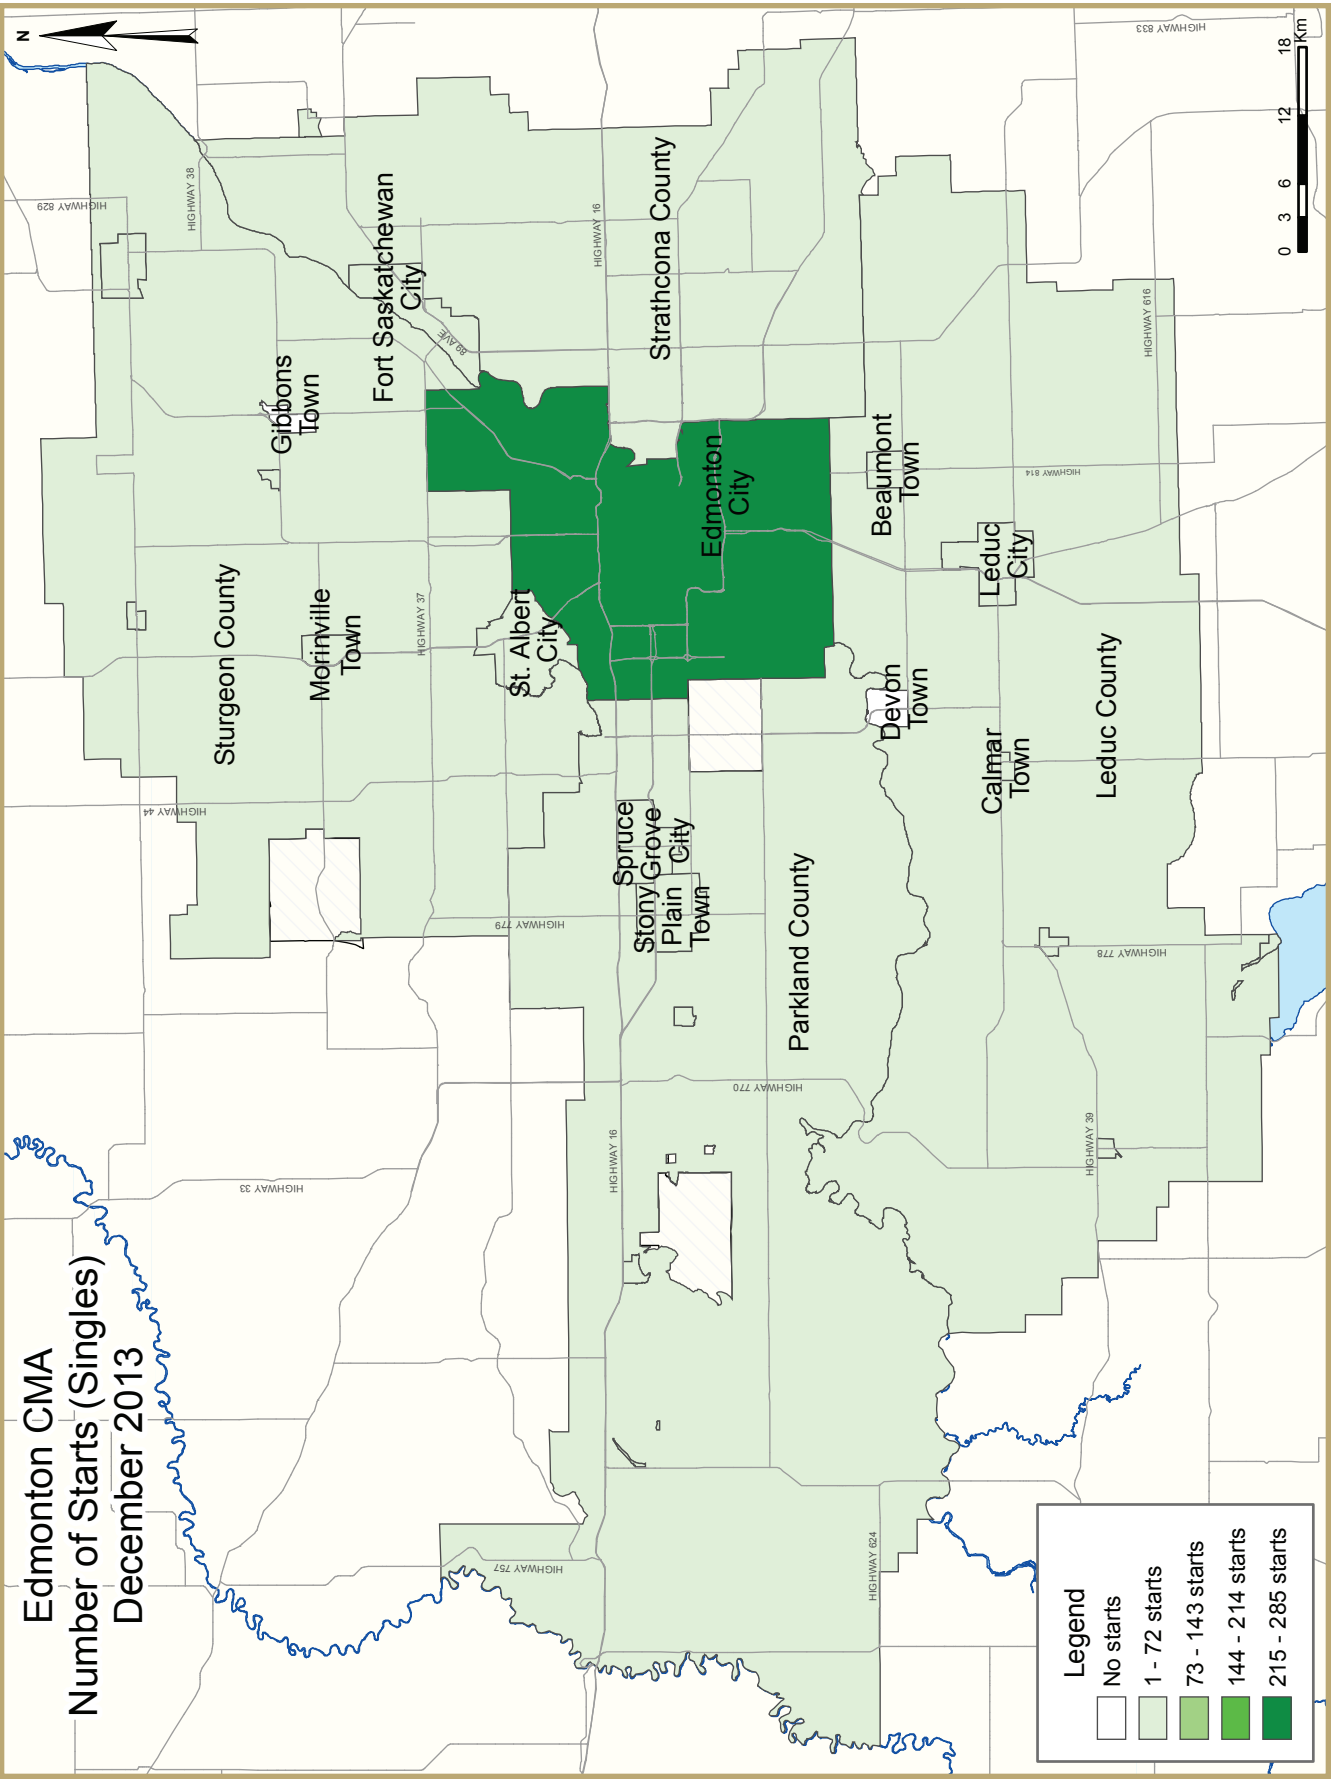 Edmonton CMA
Number of Starts (Singles)
December 2013
N
HIGHWAY 829
HIGHWAY 38
HIGHWAY 833
HIGHWAY 44
HIGHWAY 37
HIGHWAY 779
HIGHWAY 33
HIGHWAY 16
HIGHWAY 16
HIGHWAY 770
HIGHWAY 757
HIGHWAY 624
HIGHWAY 39
HIGHWAY 778
HIGHWAY 814
HIGHWAY 616
89 AVE
Sturgeon County
Morinville
Town
Gibbons
Town
Fort Saskatchewan
City
St. Albert
City
Strathcona County
Edmonton
City
Spruce
Grove
City
Stony
Plain
Town
Parkland County
Devon
Town
Beaumont
Town
Leduc
City
Calmar
Town
Leduc County
Legend
No starts
1 - 72 starts
73 - 143 starts
144 - 214 starts
215 - 285 starts
0 3 6 12 18
Km